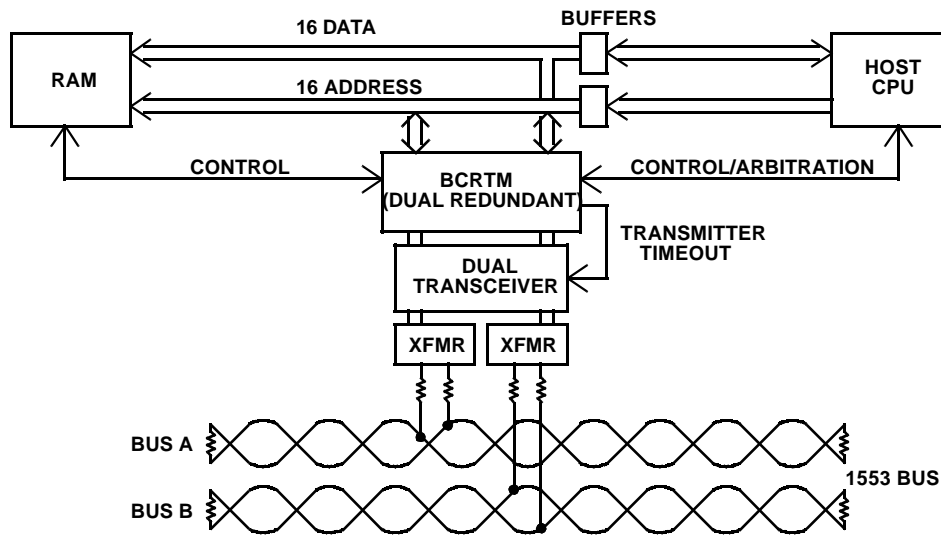 BUFFERS
16 DATA
RAM
HOST
CPU
16 ADDRESS
CONTROL
BCRTM
(DUAL REDUNDANT)
CONTROL/ARBITRATION
TRANSMITTER
TIMEOUT
DUAL
TRANSCEIVER
XFMR
XFMR
BUS A
1553 BUS
BUS B